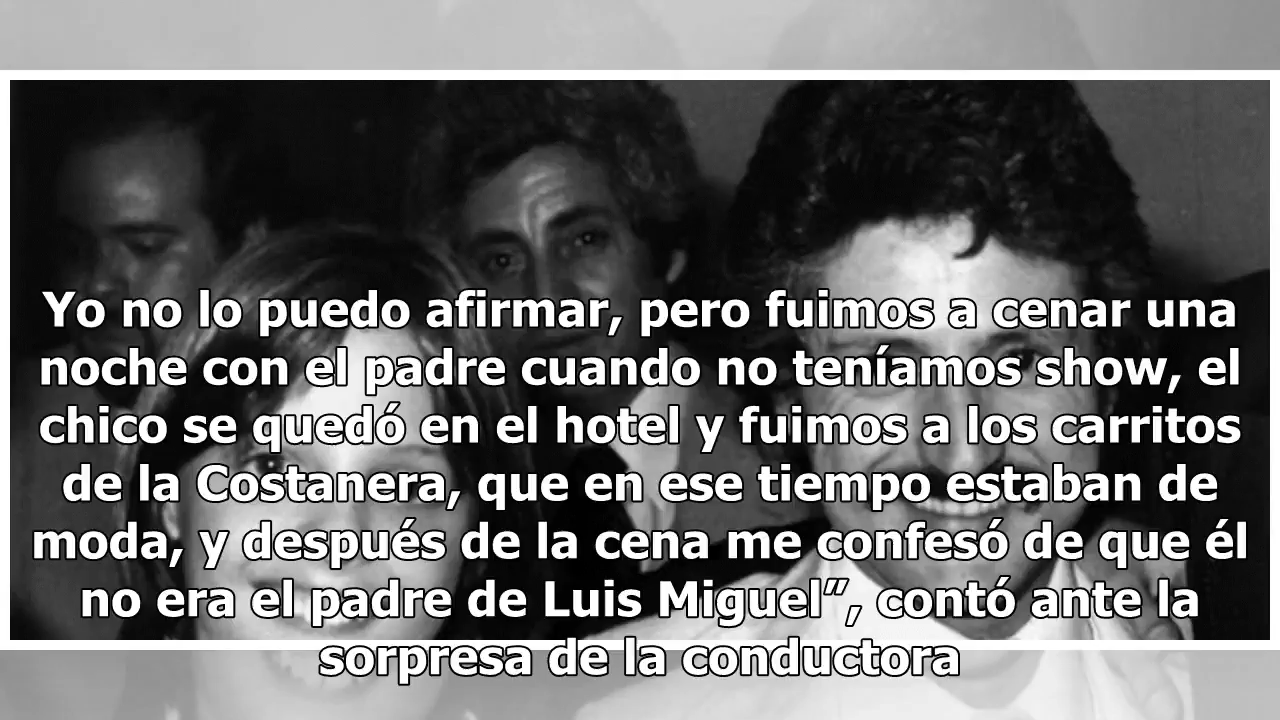 Yo no lo puedo afirmar, pero fuimos a cenar una
noche con el padre cuando no teníamos show, el
chico se quedó en el hotel y fuimos a los carritos
de la Costanera, que en ese tiempo estaban de
moda, y después de la cena me confesó de que él
no era el padre de Luis Miguel”, contó ante la
sorpresa de la conductora